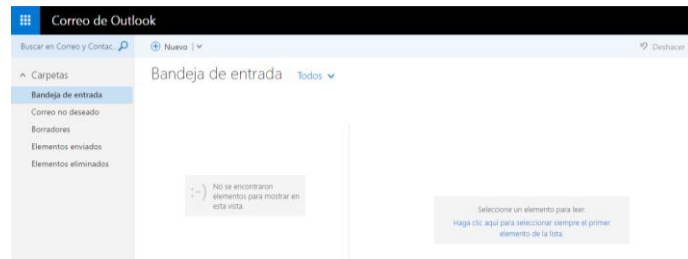 Correo de Outlook
Buscar en Correo y Contac...
Nuevo
Deshacer
Carpetas
Bandeja de entrada
Correo no deseado
Borradores
Elementos enviados
Elementos eliminados
Bandeja de entrada Todos
:-)
No se encontraron
elementos para mostrar en
esta vista.
Seleccione un elemento para leer.
Haga clic aquí para seleccionar siempre el primer
elemento de la lista.